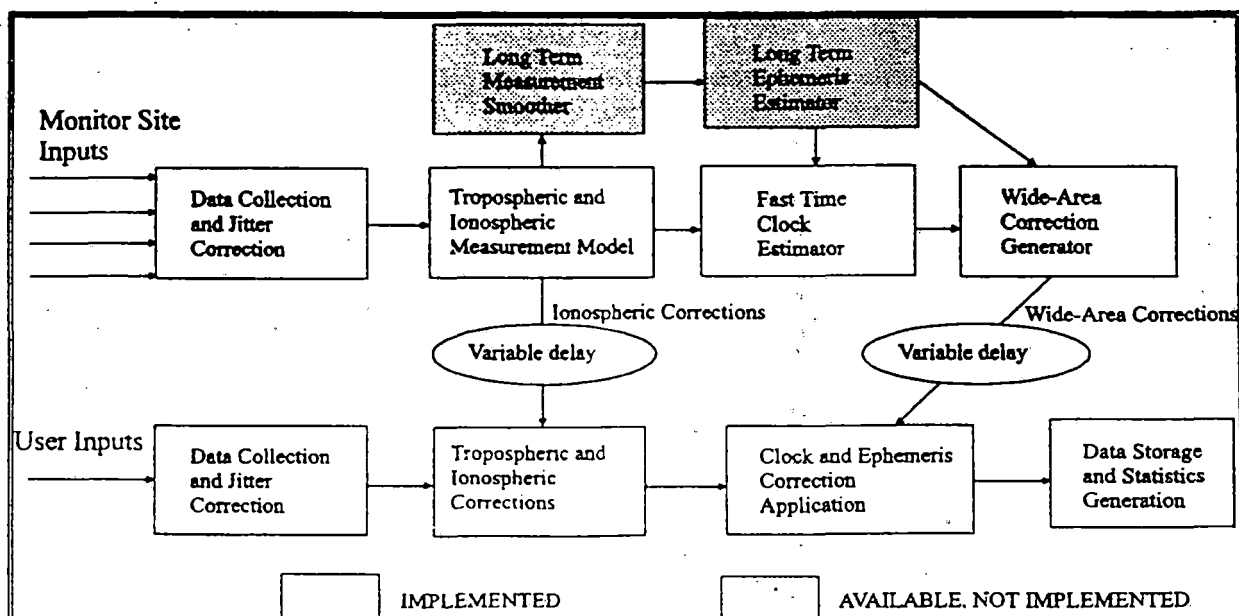 Long Term
Measurement
Smoother
Long Term
Ephemeris
Estimator
Monitor Site
Inputs
Data Collection
and Jitter
Correction
Tropospheric and
Ionospheric
Measurement Model
Fast Time
Clock
Estimator
Wide-Area
Correction
Generator
Ionospheric Corrections
Wide-Area Corrections
Variable delay
Variable delay
User Inputs
Data Collection
and Jitter
Correction
Tropospheric and
Ionospheric
Corrections
Clock and Ephemeris
Correction
Application
Data Storage
and Statistics
Generation
IMPLEMENTED
AVAILABLE, NOT IMPLEMENTED